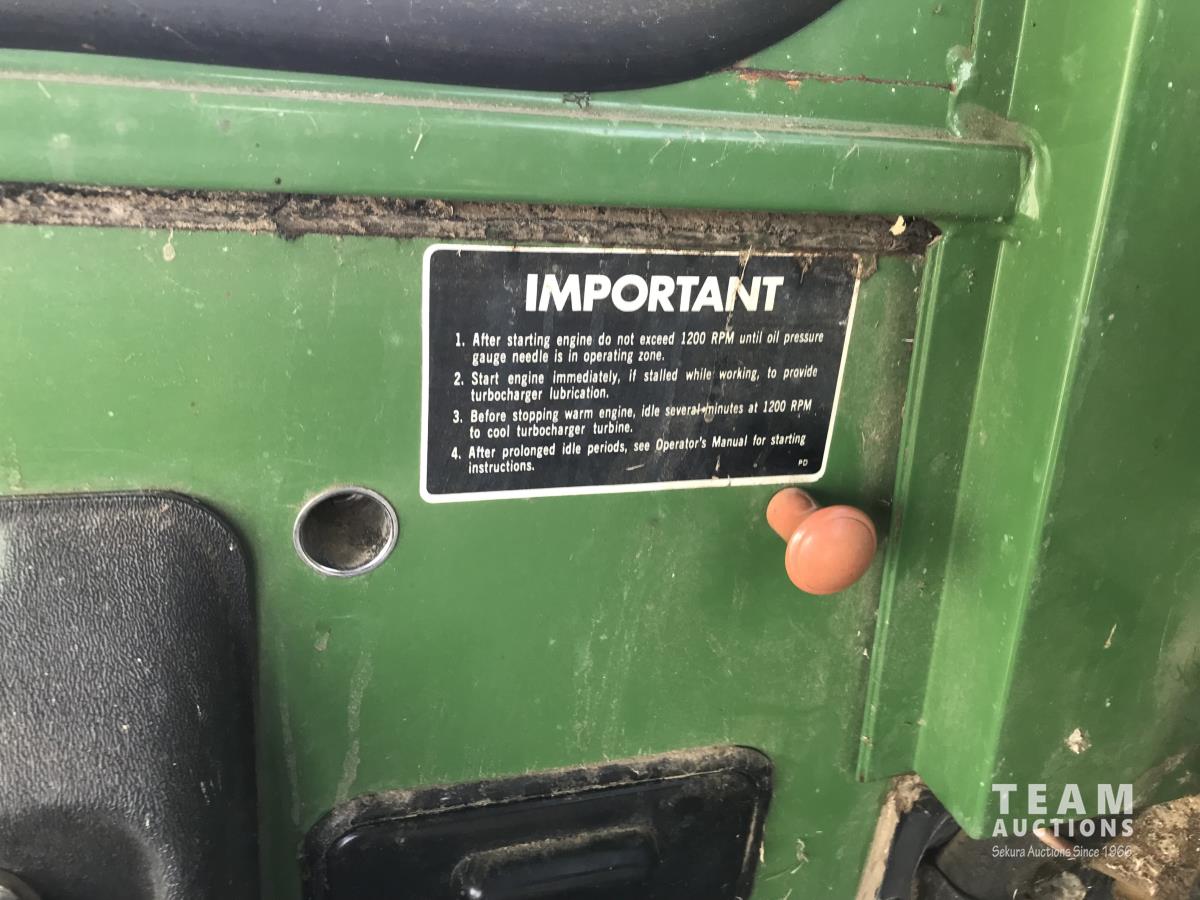 IMPORTANT
1. After starting engine do not exceed 1200 RPM until oil pressure
gauge needle is in operating zone.
2. Start engine immediately, if stalled while working, to provide
turbocharger lubrication.
3. Before stopping warm engine, idle several minutes at 1200 RPM
to cool turbocharger turbine.
4. After prolonged idle periods, see Operator's Manual for starting
instructions.
PD
TEAM
AUCTIONS
Sekura Auctions Since 1966